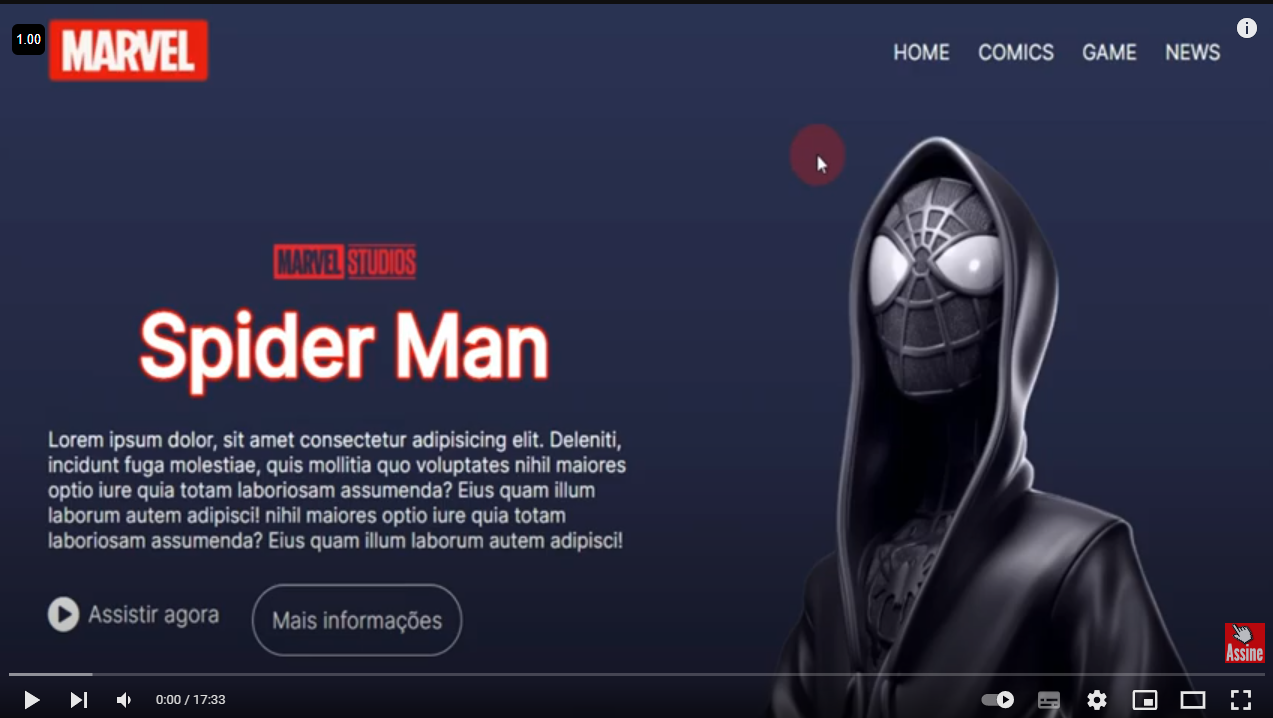 1.00
MARVEL
HOME COMICS GAME NEWS
MARVEL STUDIOS
Spider Man
Lorem ipsum dolor, sit amet consectetur adipisicing elit. Deleniti,
incidunt fuga molestiae, quis mollitia quo voluptates nihil maiores
optio iure quia totam laboriosam assumenda? Eius quam illum
laborum autem adipisci! nihil maiores optio iure quia totam
laboriosam assumenda? Eius quam illum laborum autem adipisci!
Assistir agora
Mais informações
Assine
0:00 / 17:33